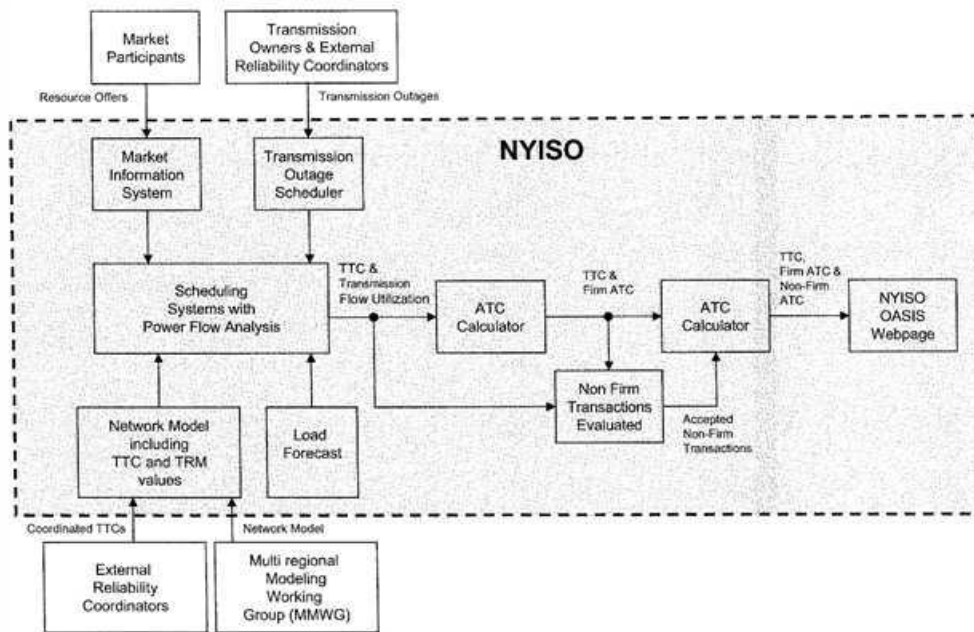 Market
Participants
Transmission
Owners & External
Reliability Coordinators
Resource Offers
Transmission Outages
NYISO
Market
Information
System
Transmission
Outage
Scheduler
Scheduling
Systems with
Power Flow Analysis
TTC &
Transmission
Flow Utilization
ATC
Calculator
TTC &
Firm ATC
ATC
Calculator
TTC,
Firm ATC &
Non-Firm
ATC
NYISO
OASIS
Webpage
Non Firm
Transactions
Evaluated
Accepted
Non-Firm
Transactions
Network Model
including
TTC and TRM
values
Load
Forecast
Coordinated TTCs
Network Model
External
Reliability
Coordinators
Multi regional
Modeling
Working
Group (MMWG)